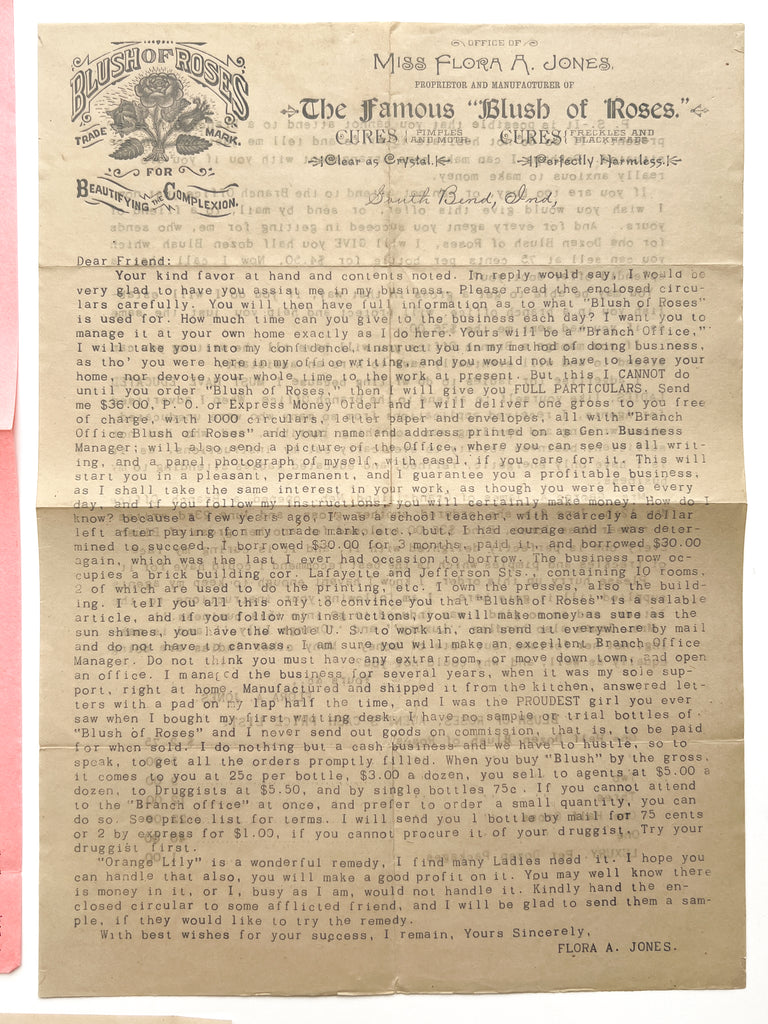 BLUSH OF ROSES
TRADE MARK.
FOR
BEAUTIFYING THE COMPLEXION.
OFFICE OF
MISS FLORA A. JONES,
PROPRIETOR AND MANUFACTURER OF
The Famous "Blush of Roses."
CURES PIMPLES AND MOTH. CURES FRECKLES AND BLACKHEADS
Clear as Crystal. Perfectly Harmless.
South Bend, Ind,
Dear Friend:
Your kind favor at hand and contents noted. In reply would say, I would be
very glad to have you assist me in my business. Please read the enclosed circu-
lars carefully. You will then have full information as to what "Blush of Roses"
is used for. How much time can you give to the business each day? I want you to
manage it at your own home exactly as I do here. Yours will be a "Branch Office,"
I will take you into my confidence, instruct you in my method of doing business,
as tho' you were here in my office writing, and you would not have to leave your
home, nor devote your whole time to the work at present. But this I CANNOT do
until you order "Blush of Roses," then I will give you FULL PARTICULARS. Send
me $36.00, P. O. or Express Money Order and I will deliver one gross to you free
of charge, with 1000 circulars, letter paper and envelopes, all with "Branch
Office Blush of Roses" and your name and address printed on as Gen. Business
Manager; will also send a picture of the Office, where you can see us all writ-
ing, and a panel photograph of myself, with easel, if you care for it. This will
start you in a pleasant, permanent, and I guarantee you a profitable business,
as I shall take the same interest in your work, as though you were here every
day, and if you follow my instructions, you will certainly make money. How do I
know? because a few years ago, I was a school teacher, with scarcely a dollar
left after paying for my trade mark, etc., but, I had courage and I was deter-
mined to succeed. I borrowed $30.00 for 3 months, paid it, and borrowed $30.00
again, which was the last I ever had occasion to borrow. The business now oc-
cupies a brick building cor. Lafayette and Jefferson Sts., containing 10 rooms,
2 of which are used to do the printing, etc. I own the presses, also the build-
ing. I tell you all this only to convince you that "Blush of Roses" is a salable
article, and if you follow my instructions, you will make money as sure as the
sun shines, you have the whole U. S. to work in, can send it everywhere by mail
and do not have to canvass. I am sure you will make an excellent Branch Office
Manager. Do not think you must have any extra room, or move down town, and open
an office. I managed the business for several years, when it was my sole sup-
port, right at home. Manufactured and shipped it from the kitchen, answered let-
ters with a pad on my lap half the time, and I was the PROUDEST girl you ever
saw when I bought my first writing desk. I have no sample or trial bottles of
"Blush of Roses" and I never send out goods on commission, that is, to be paid
for when sold. I do nothing but a cash business and we have to hustle, so to
speak, to get all the orders promptly filled. When you buy "Blush" by the gross,
it comes to you at 25c per bottle, $3.00 a dozen, you sell to agents at $5.00 a
dozen, to Druggists at $5.50, and by single bottles 75c. If you cannot attend
to the "Branch office" at once, and prefer to order a small quantity, you can
do so. See price list for terms. I will send you 1 bottle by mail for 75 cents
or 2 by express for $1.00, if you cannot procure it of your druggist. Try your
druggist first.
"Orange Lily" is a wonderful remedy, I find many Ladies need it. I hope you
can handle that also, you will make a good profit on it. You may well know there
is money in it, or I, busy as I am, would not handle it. Kindly hand the en-
closed circular to some afflicted friend, and I will be glad to send them a sam-
ple, if they would like to try the remedy.
With best wishes for your success, I remain, Yours Sincerely,
FLORA A. JONES.